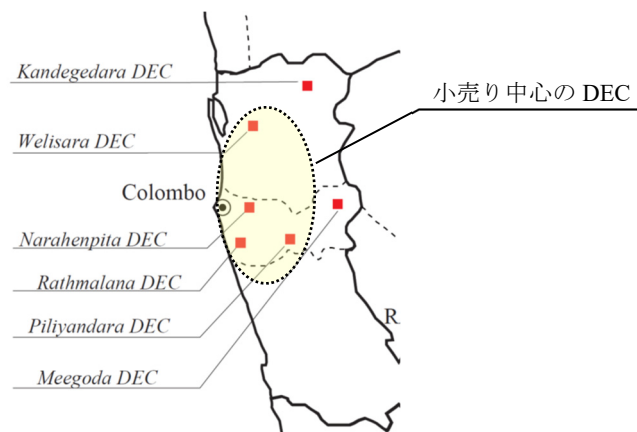 Kandegedara DEC
小売り中心の DEC
Welisara DEC
Colombo
Narahenpita DEC
Rathmalana DEC
Piliyandara DEC
R
Meegoda DEC